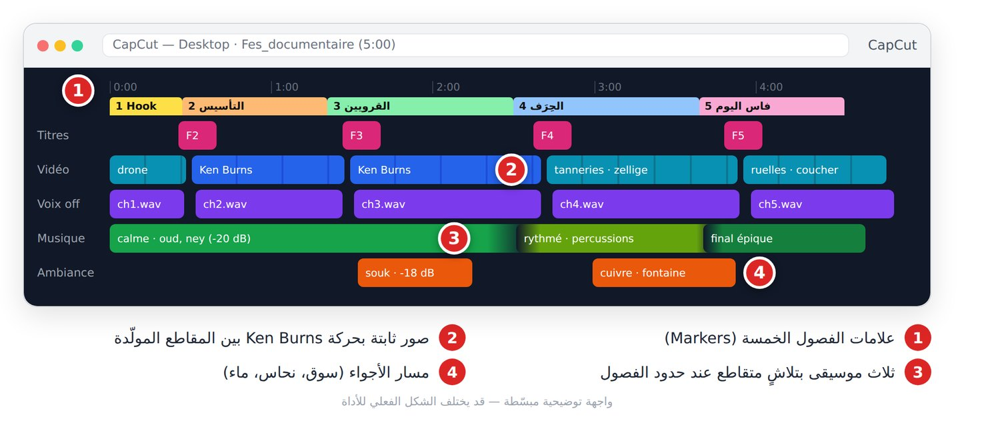 CapCut — Desktop · Fes_documentaire (5:00)
CapCut
1
0:00
1:00
2:00
3:00
4:00
1 Hook
2 التأسيس
3 القرويين
4 الحِرَف
5 فاس اليوم
Titres
F2
F3
F4
F5
Vidéo
drone
Ken Burns
Ken Burns
2
tanneries · zellige
ruelles · coucher
Voix off
ch1.wav
ch2.wav
ch3.wav
ch4.wav
ch5.wav
Musique
calme · oud, ney (-20 dB)
3
rythmé · percussions
final épique
Ambiance
souk · -18 dB
cuivre · fontaine
4
1 علامات الفصول الخمسة (Markers)
2 صور ثابتة بحركة Ken Burns بين المقاطع المولّدة
3 ثلاث موسيقى بتلاشٍ متقاطع عند حدود الفصول
4 مسار الأجواء (سوق، نحاس، ماء)
واجهة توضيحية مبسّطة — قد يختلف الشكل الفعلي للأداة